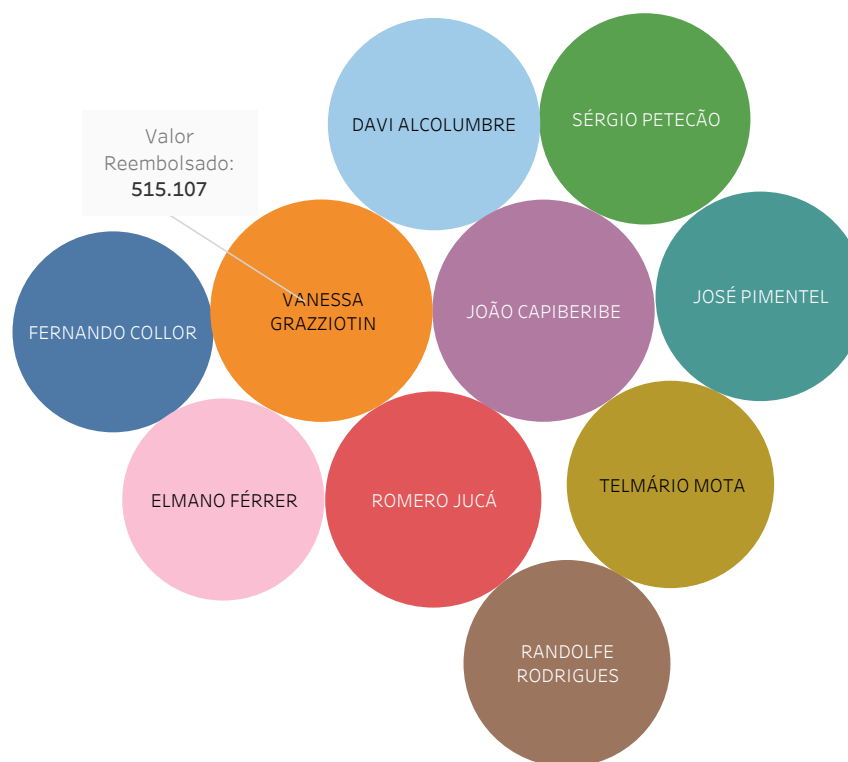 DAVI ALCOLUMBRE
SÉRGIO PETECÃO
Valor
Reembolsado:
515.107
VANESSA
GRAZZIOTIN
JOÃO CAPIBERIBE
JOSÉ PIMENTEL
FERNANDO COLLOR
ELMANO FÉRRER
ROMERO JUCÁ
TELMÁRIO MOTA
RANDOLFE
RODRIGUES